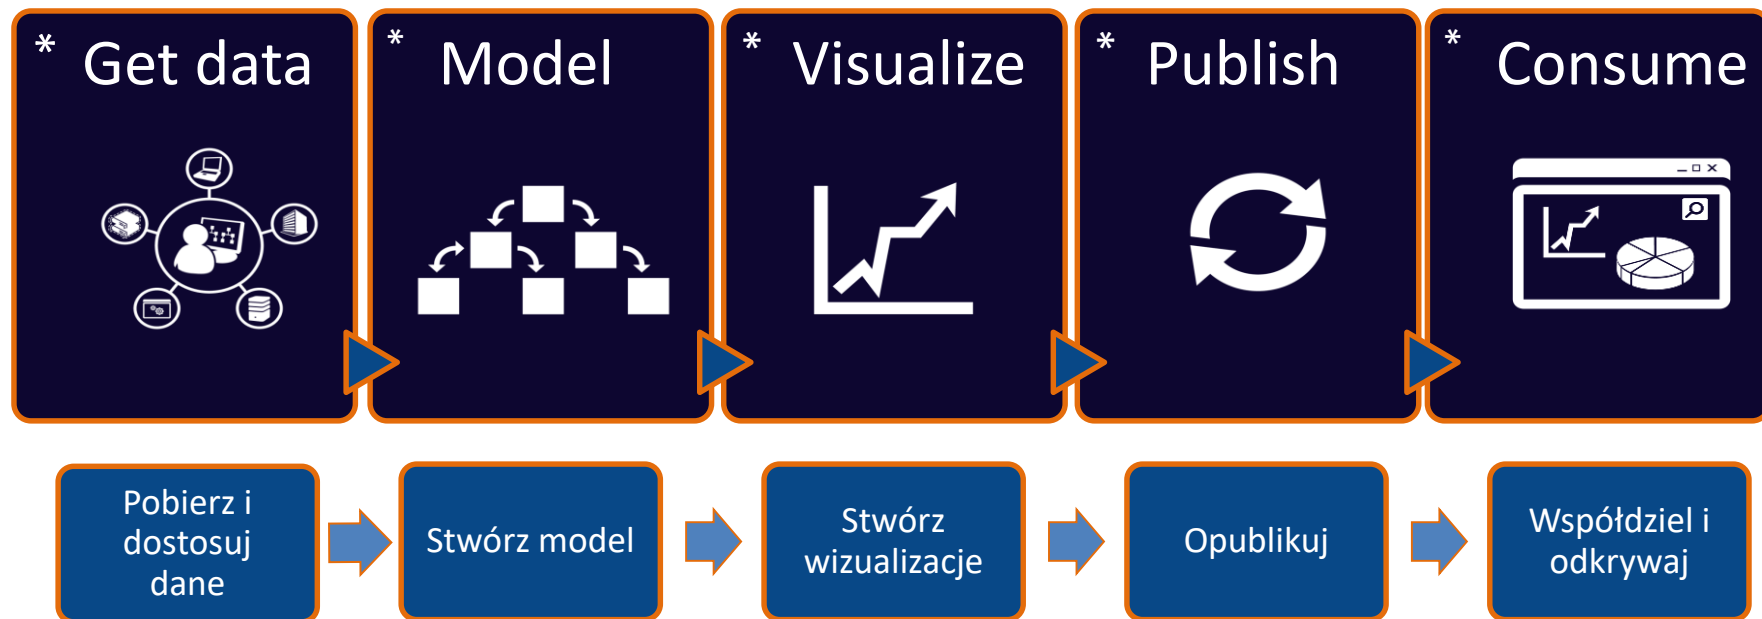 * Get data
* Model
* Visualize
* Publish
* Consume
Pobierz i
dostosuj
dane
Stwórz model
Stwórz
wizualizacje
Opublikuj
Współdziel i
odkrywaj